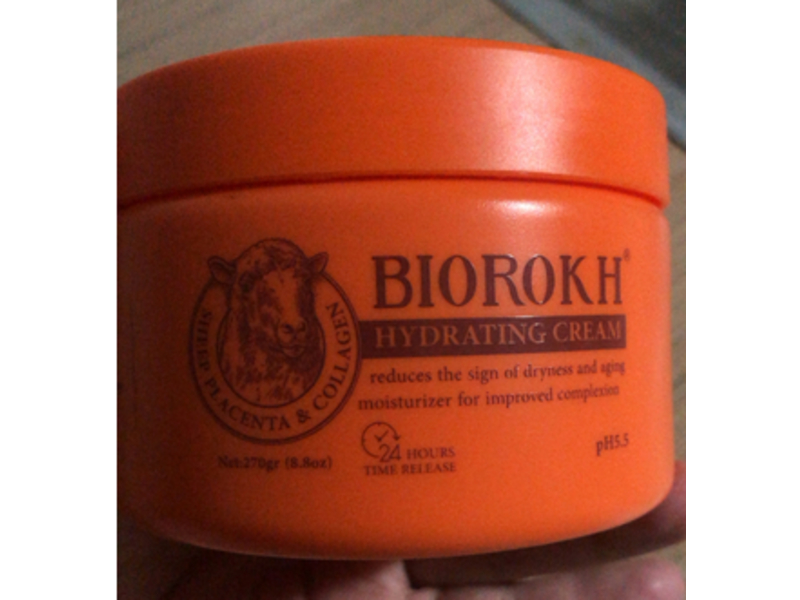 BIOROKH®
HYDRATING CREAM
reduces the sign of dryness and aging
moisturizer for improved complexion
SHEEP PLACENTA & COLLAGEN
Net:270gr (8.8oz)
24 HOURS
TIME RELEASE
pH5.5